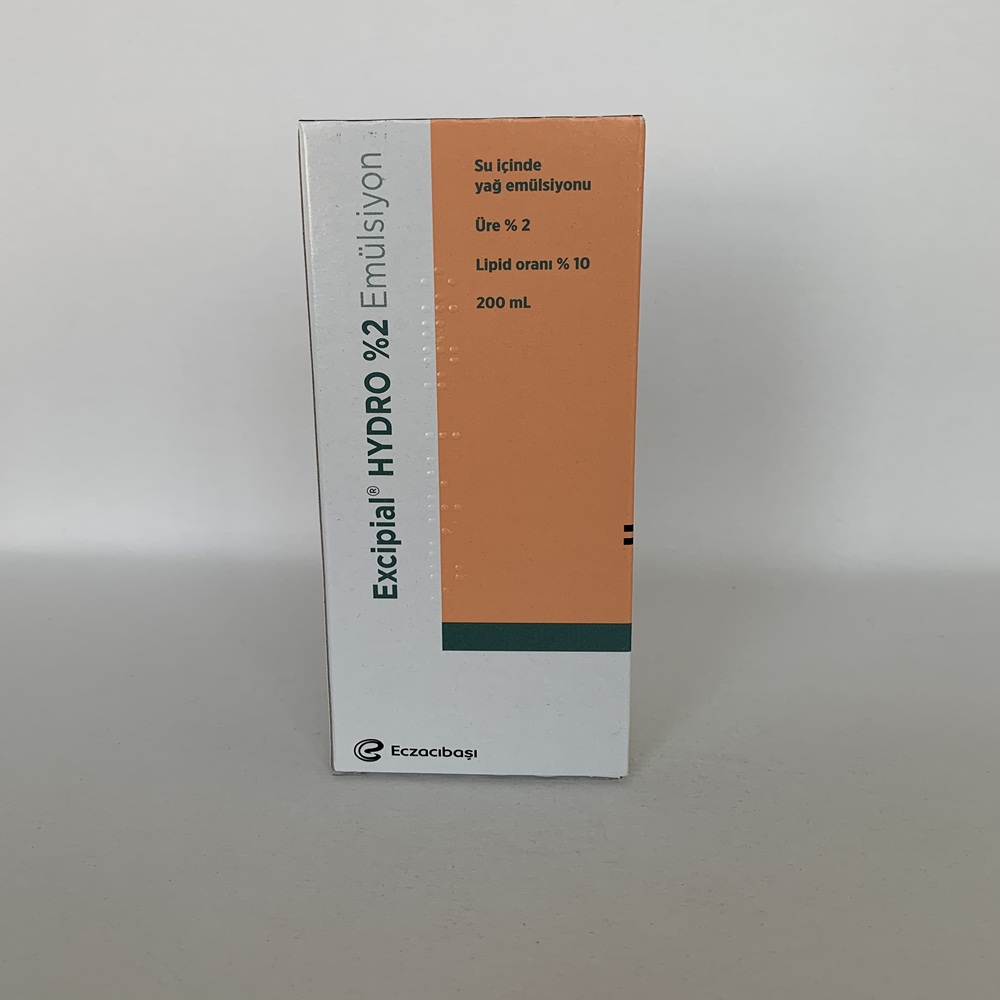 Excipial® HYDRO %2 Emülsiyon
Su içinde
yağ emülsiyonu
Üre % 2
Lipid oranı % 10
200 mL
Eczacıbaşı